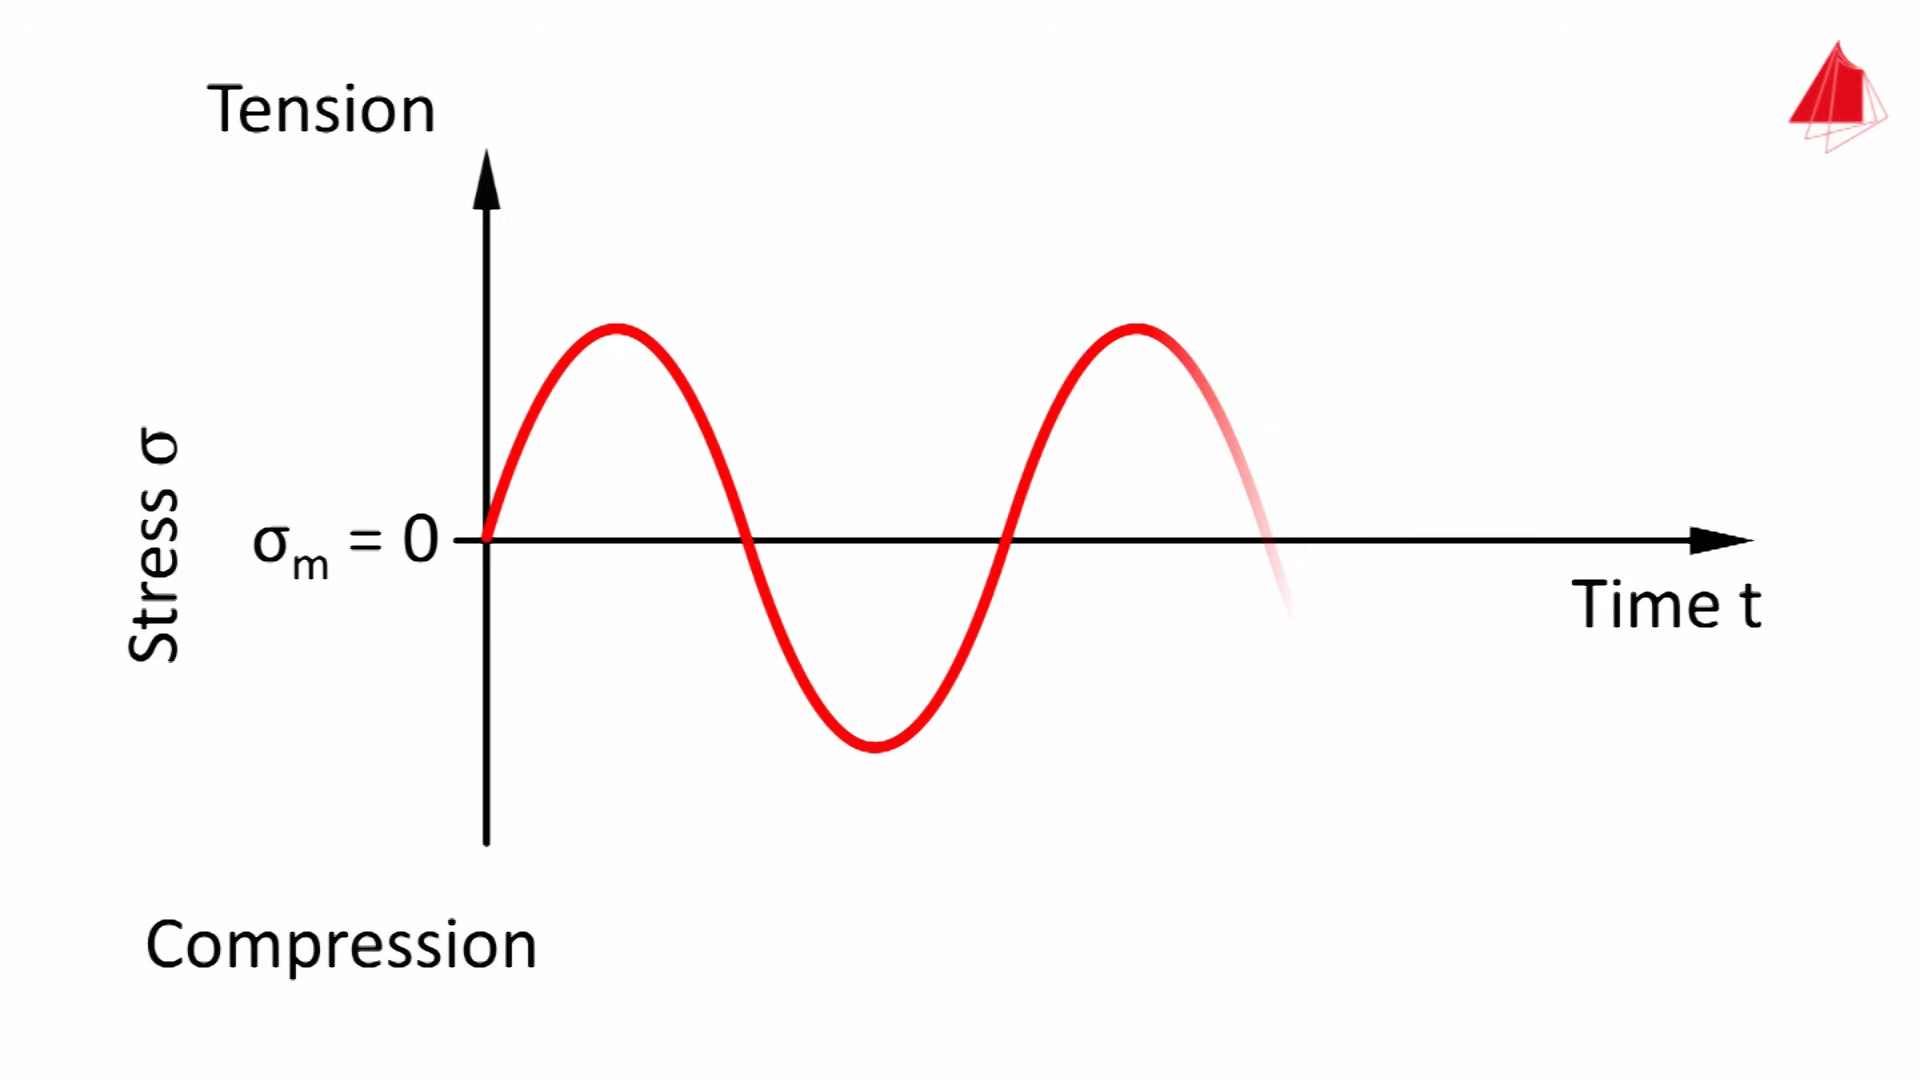 Tension
Stress σ
σm = 0
Time t
Compression